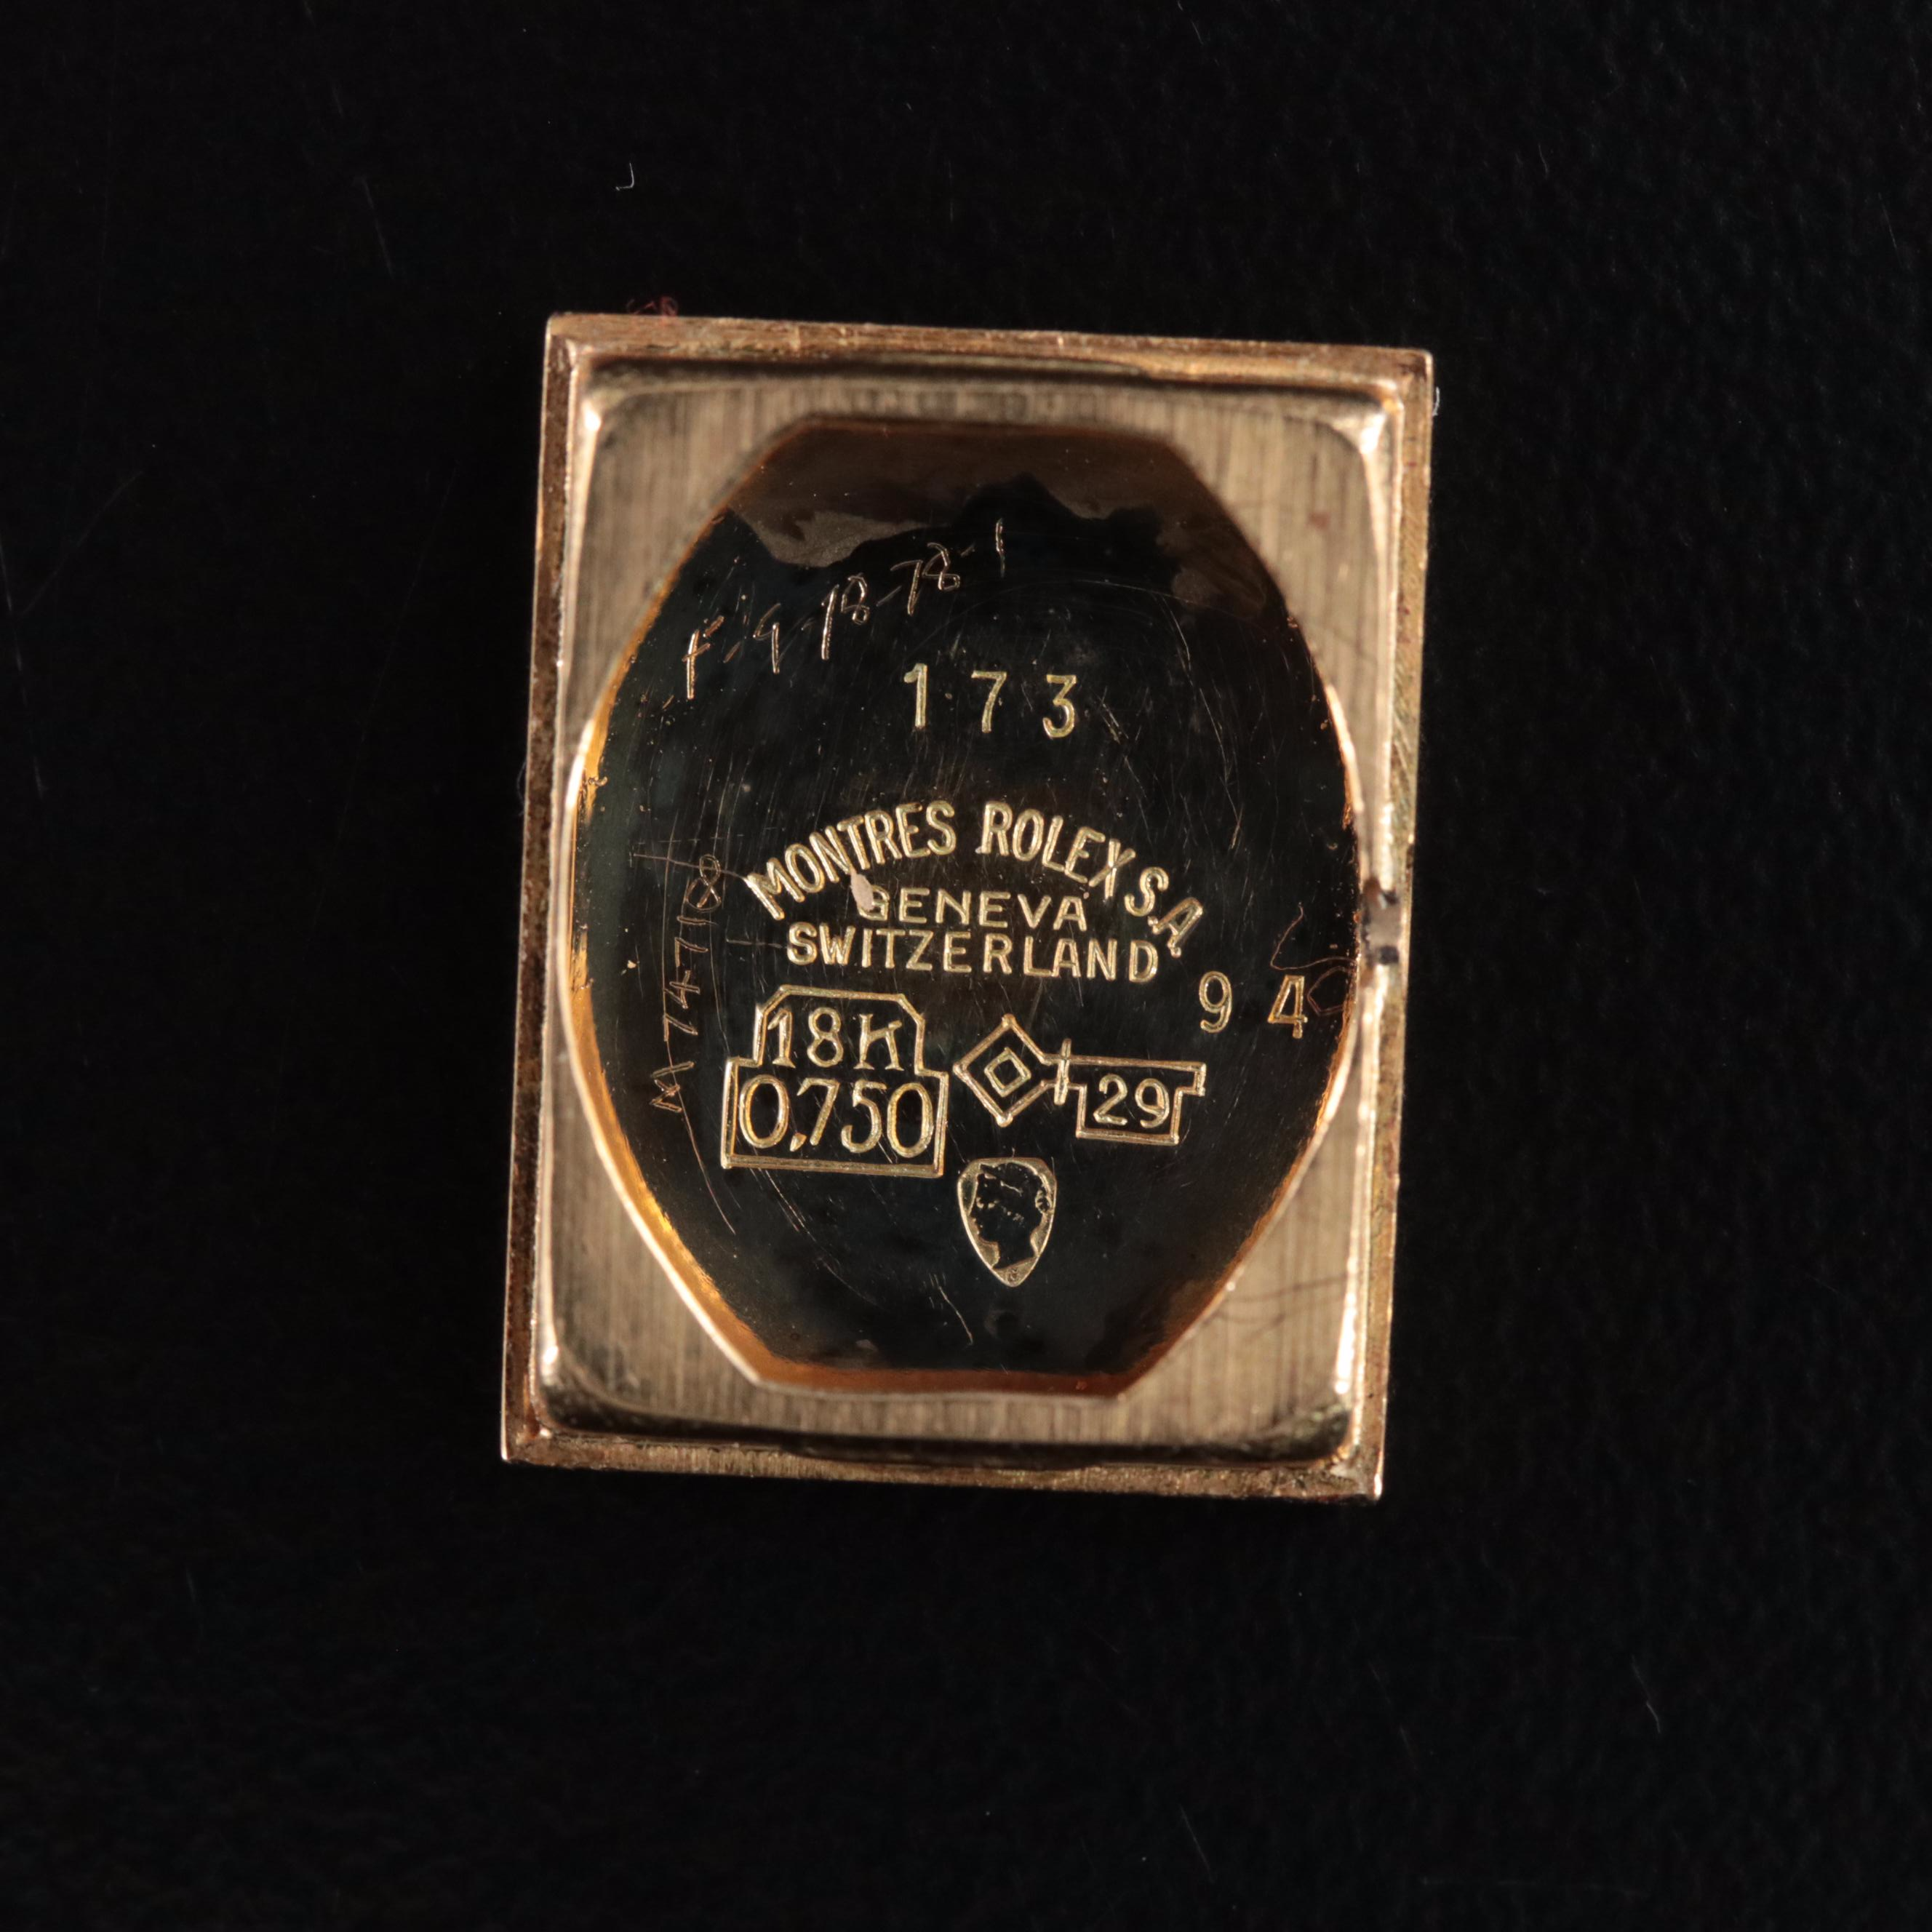 173
MONTRES ROLEX S.A
GENEVA
SWITZERLAND
94
18K
0,750
29